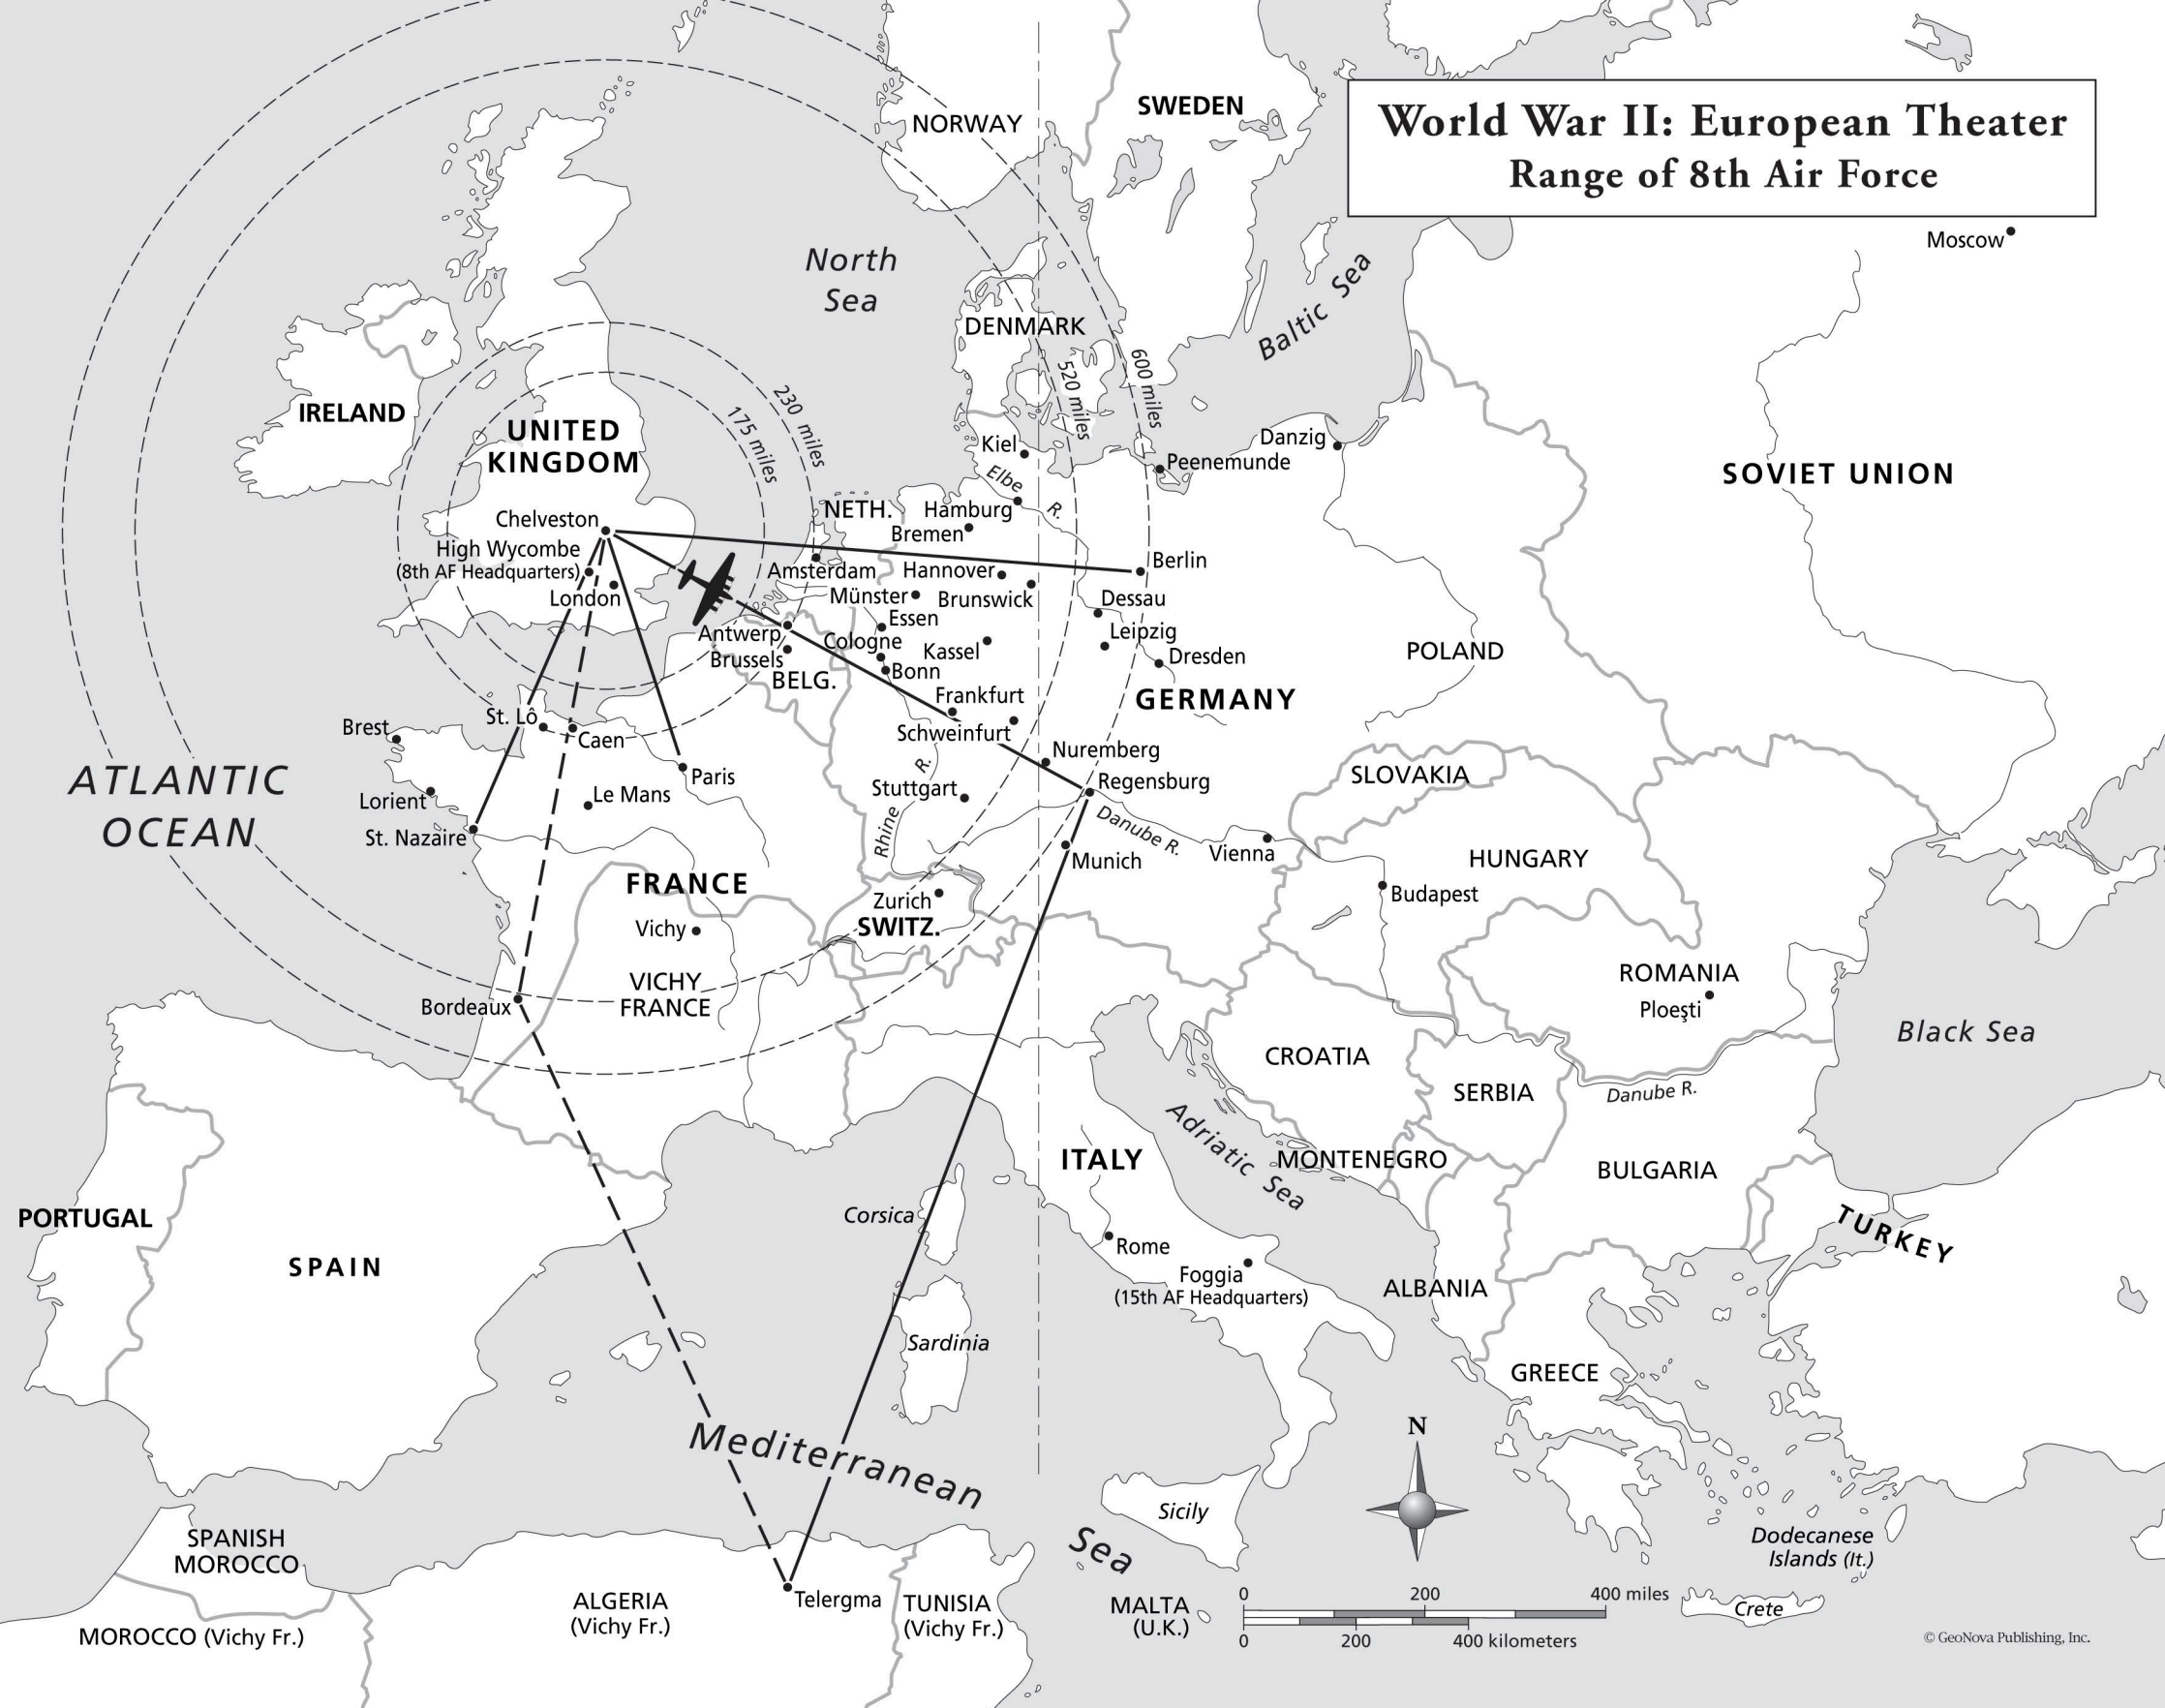 World War II: European Theater
Range of 8th Air Force
NORWAY
SWEDEN
Moscow
North
Sea
Baltic Sea
DENMARK
520 miles
600 miles
230 miles
175 miles
IRELAND
UNITED
KINGDOM
Kiel
Elbe
R.
Danzig
Peenemunde
SOVIET UNION
NETH.
Hamburg
Bremen
Chelveston
High Wycombe
(8th AF Headquarters)
London
Amsterdam
Hannover
Berlin
Münster
Brunswick
Dessau
Essen
Antwerp
Cologne
Leipzig
Brussels
Kassel
Dresden
BELG.
Bonn
POLAND
Frankfurt
GERMANY
St. Lô
Brest
Caen
Schweinfurt
Nuremberg
Paris
Regensburg
SLOVAKIA
ATLANTIC
OCEAN
Lorient
Le Mans
Stuttgart
R.
Rhine
St. Nazaire
Danube R.
Vienna
Munich
HUNGARY
FRANCE
Zurich
SWITZ.
Budapest
Vichy
VICHY
FRANCE
ROMANIA
Ploeşti
Bordeaux
Black Sea
CROATIA
SERBIA
Danube R.
Adriatic Sea
ITALY
MONTENEGRO
BULGARIA
PORTUGAL
SPAIN
Corsica
TURKEY
Rome
Foggia
(15th AF Headquarters)
ALBANIA
Sardinia
GREECE
N
Mediterranean
Sea
Sicily
SPANISH
MOROCCO
Dodecanese
Islands (It.)
MOROCCO (Vichy Fr.)
ALGERIA
(Vichy Fr.)
Telergma
TUNISIA
(Vichy Fr.)
MALTA
(U.K.)
0 200 400 miles
0 200 400 kilometers
Crete
© GeoNova Publishing, Inc.